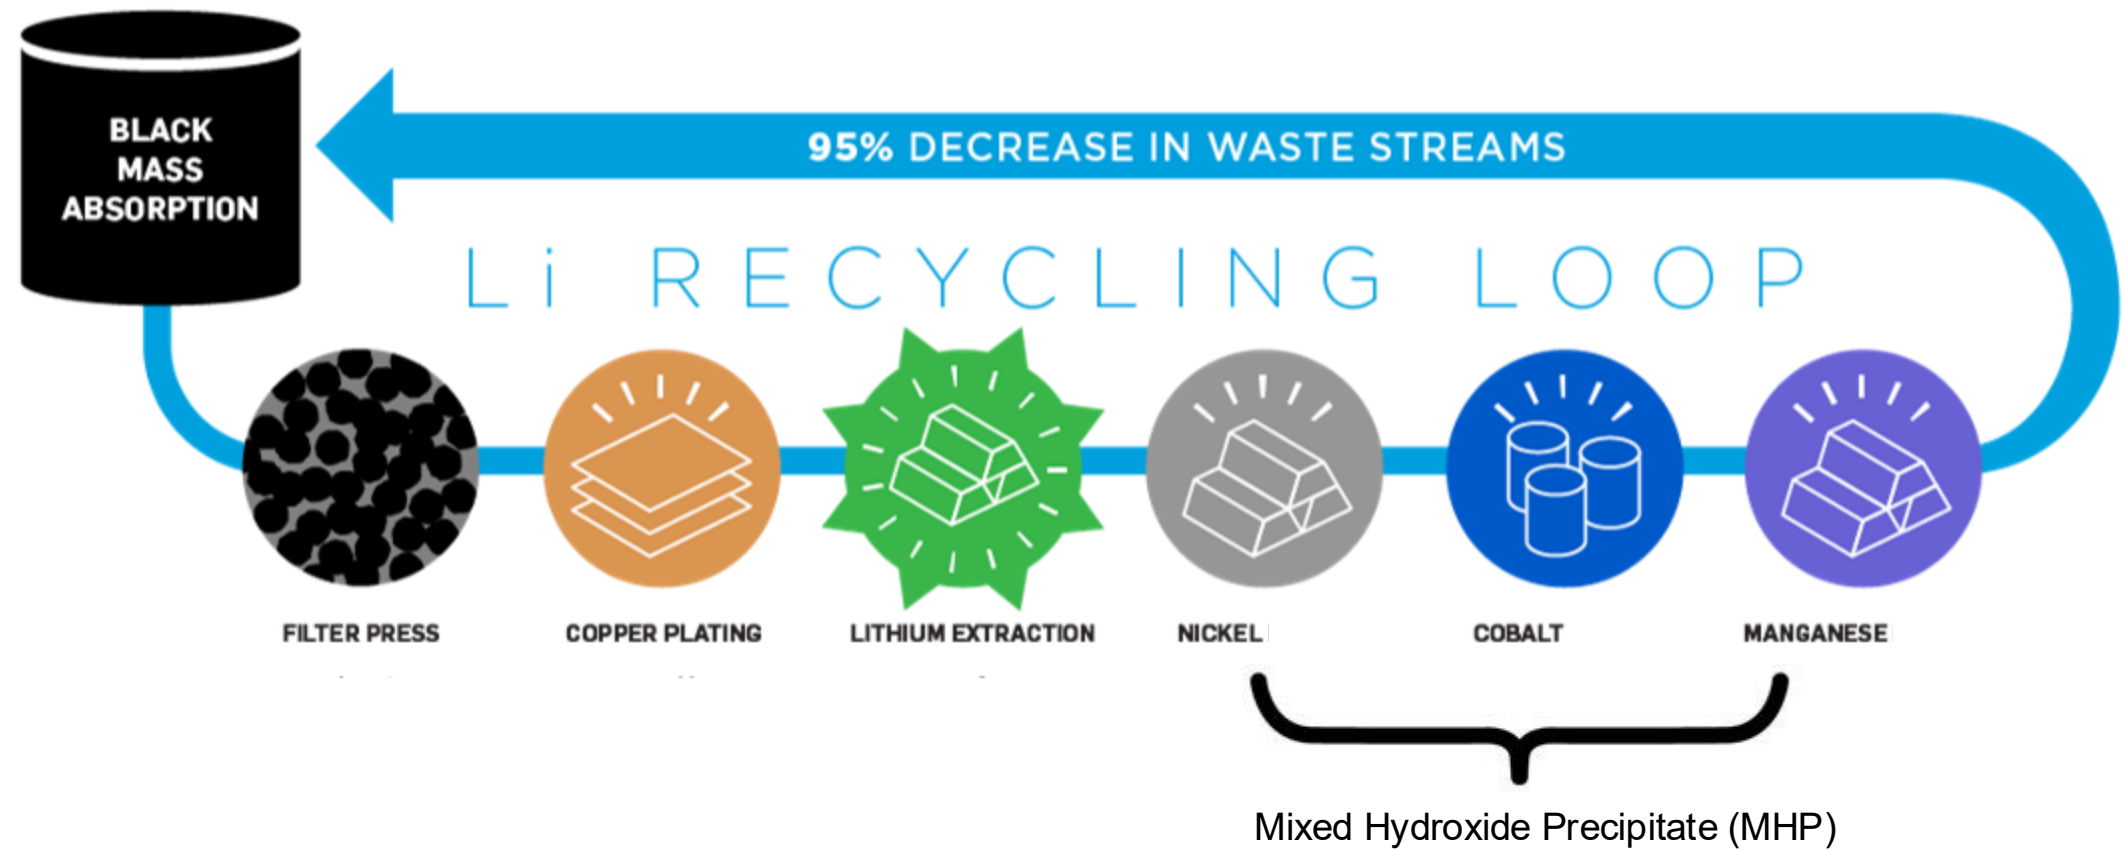 BLACK
MASS
ABSORPTION
95% DECREASE IN WASTE STREAMS
Li RECYCLING LOOP
FILTER PRESS
COPPER PLATING
LITHIUM EXTRACTION
NICKEL
COBALT
MANGANESE
Mixed Hydroxide Precipitate (MHP)